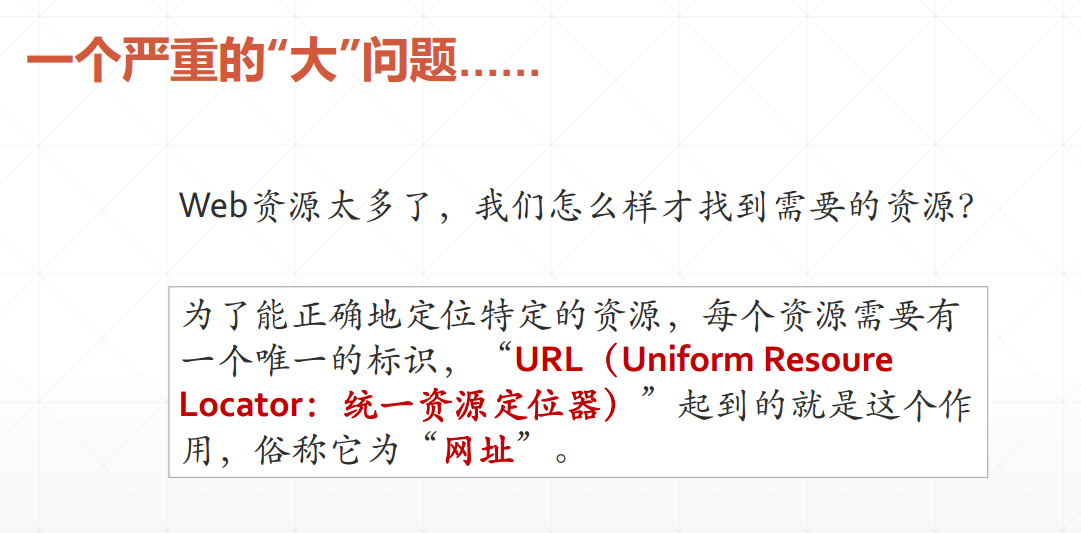 一个严重的“大”问题……
Web资源太多了，我们怎么样才找到需要的资源？
为了能正确地定位特定的资源，每个资源需要有
一个唯一的标识，“URL（Uniform Resoure
Locator：统一资源定位器）”起到的就是这个作
用，俗称它为“网址”。